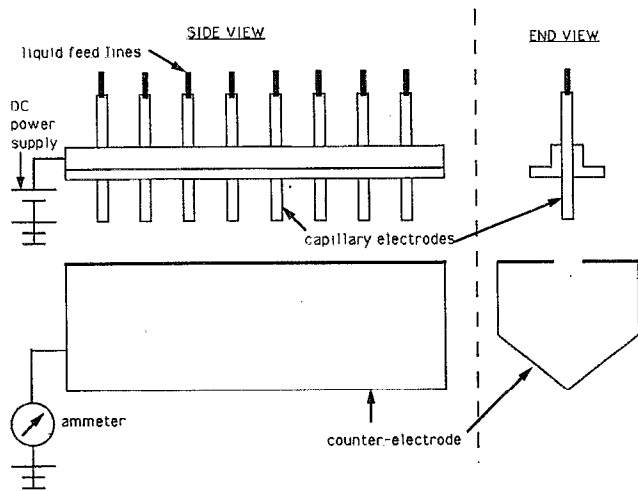 SIDE VIEW
END VIEW
liquid feed lines
DC
power
supply
capillary electrodes
ammeter
counter-electrode